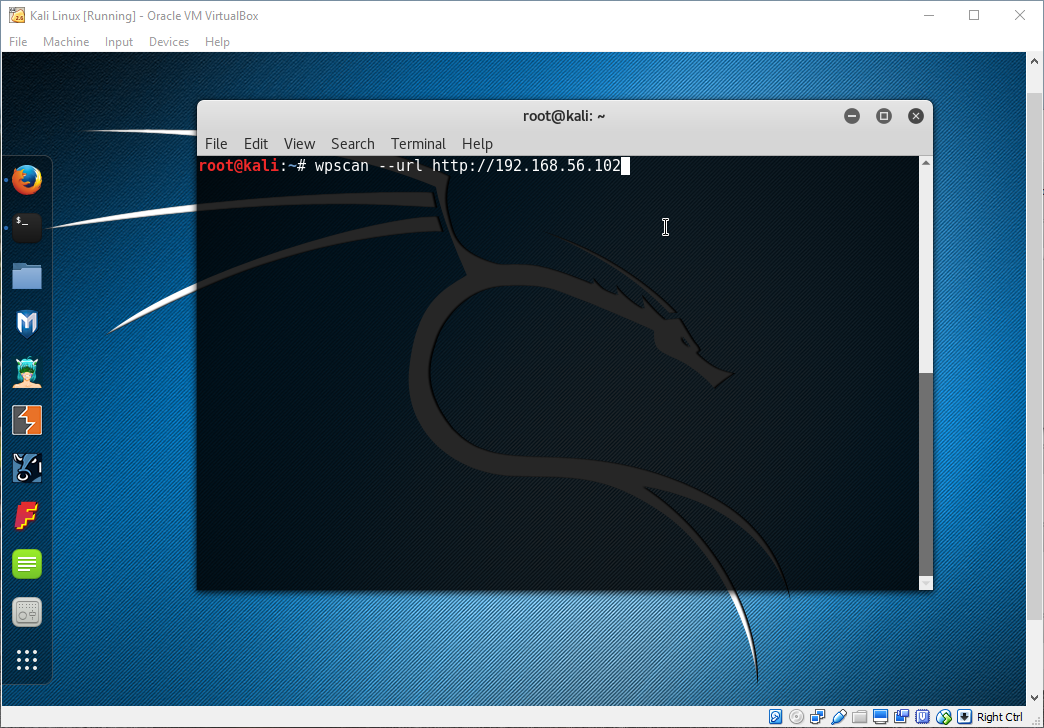 Kali Linux [Running] - Oracle VM VirtualBox
File Machine Input Devices Help
root@kali: ~
File Edit View Search Terminal Help
root@kali:~# wpscan --url http://192.168.56.102
$_
Right Ctrl